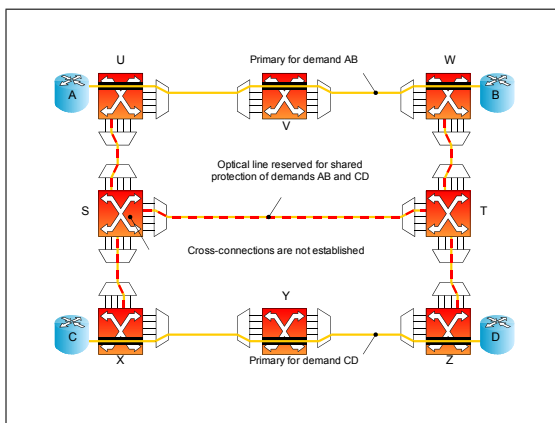 U
Primary for demand AB
W
A
B
V
Optical line reserved for shared
protection of demands AB and CD
S
T
Cross-connections are not established
Y
C
D
X
Primary for demand CD
Z